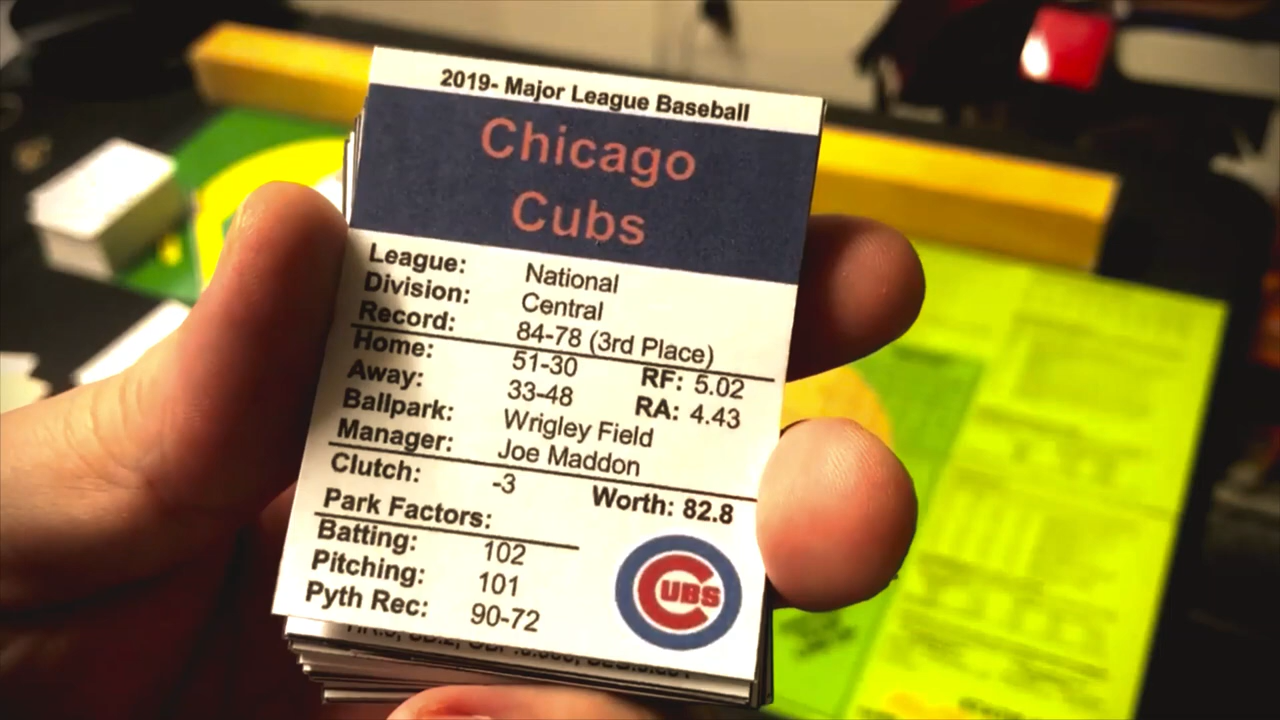 2019- Major League Baseball
Chicago
Cubs
League: National
Division: Central
Record: 84-78 (3rd Place)
Home: 51-30 RF: 5.02
Away: 33-48 RA: 4.43
Ballpark: Wrigley Field
Manager: Joe Maddon
Clutch: -3 Worth: 82.8
Park Factors:
Batting: 102
Pitching: 101
Pyth Rec: 90-72
CUBS